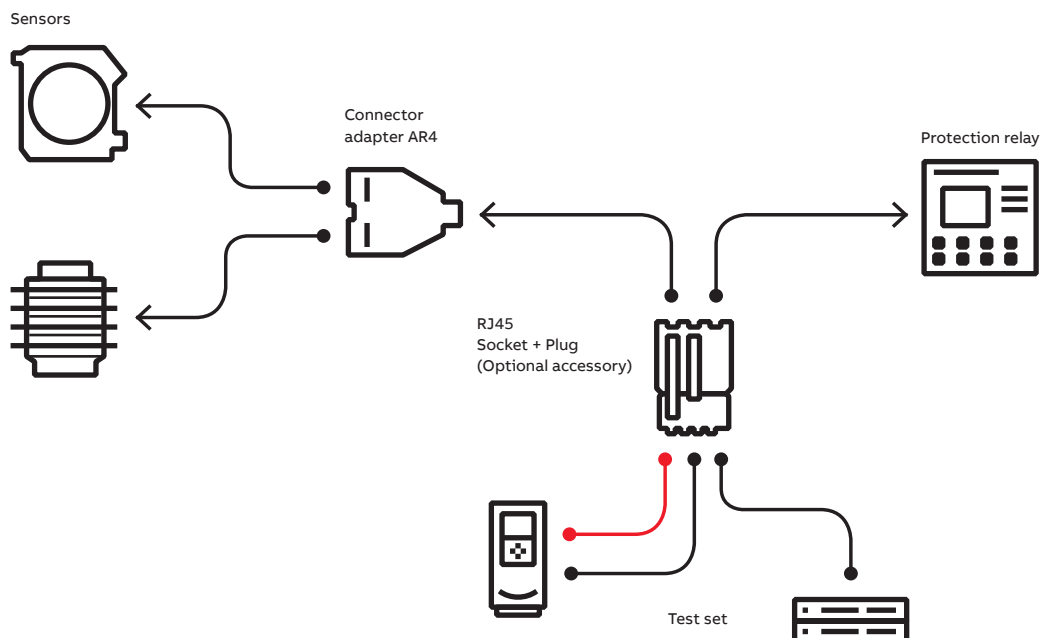 Sensors
Connector
adapter AR4
Protection relay
RJ45
Socket + Plug
(Optional accessory)
Test set